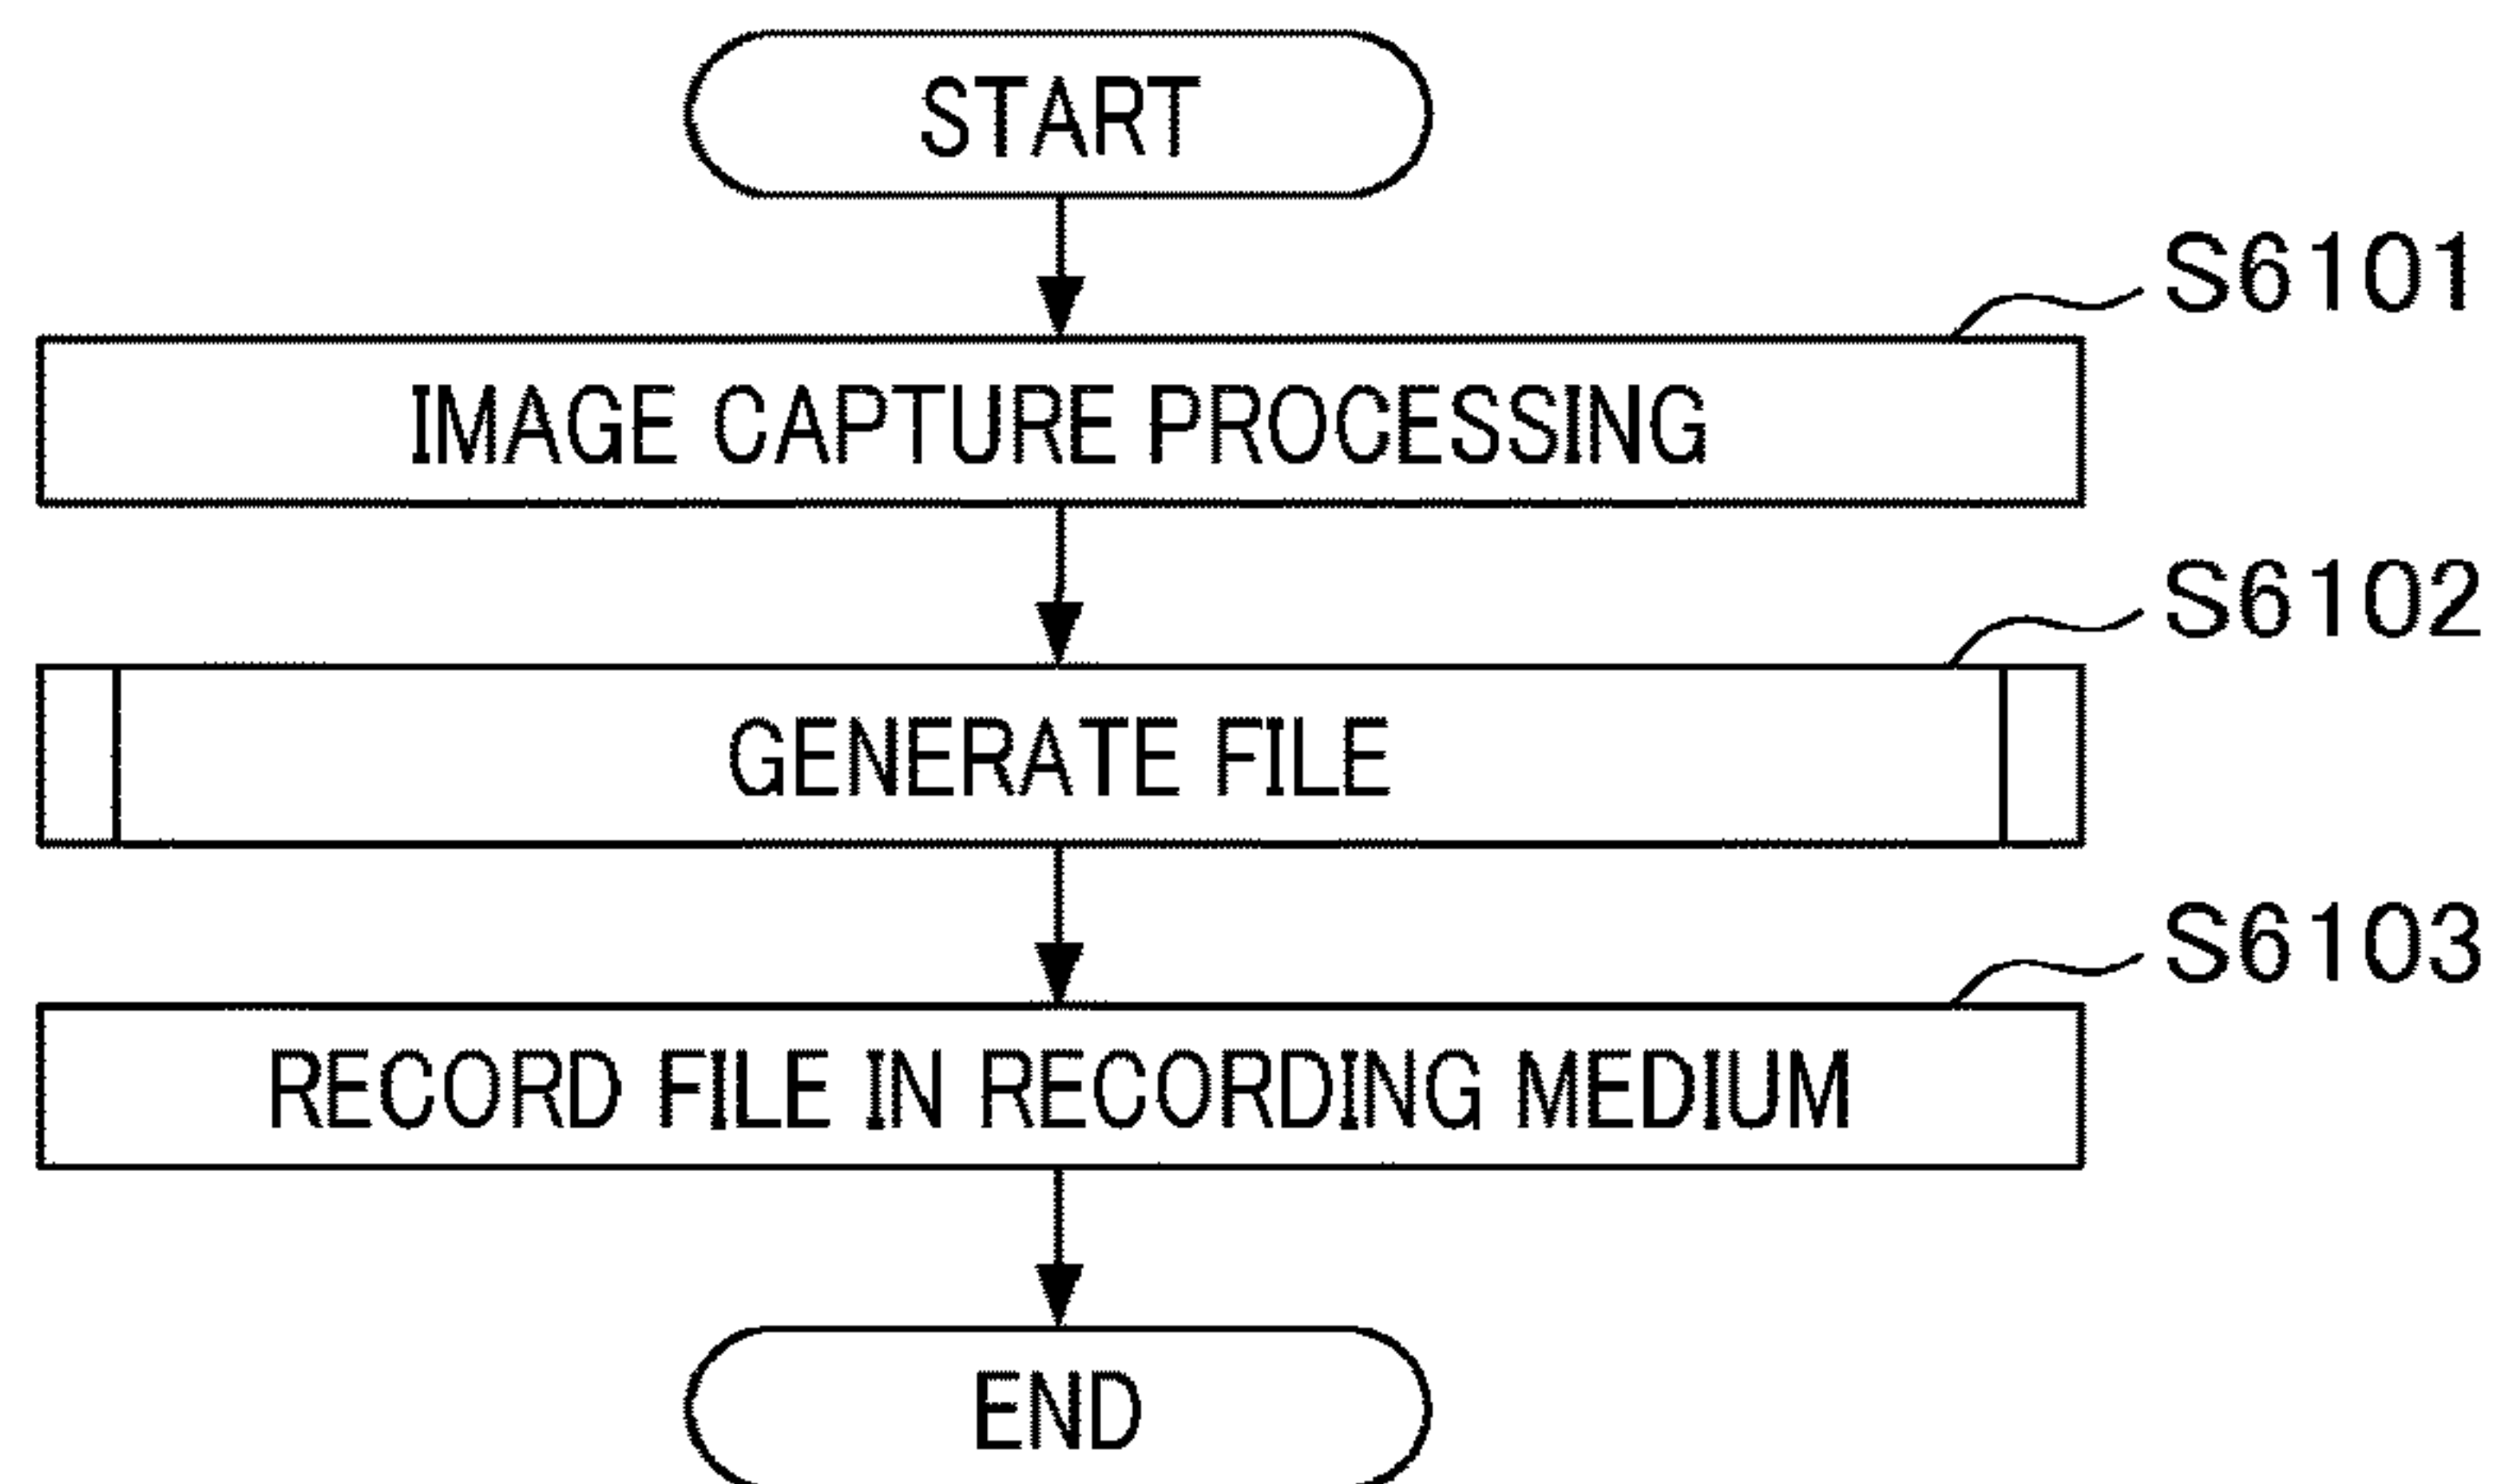 START
S6101
IMAGE CAPTURE PROCESSING
S6102
GENERATE FILE
S6103
RECORD FILE IN RECORDING MEDIUM
END